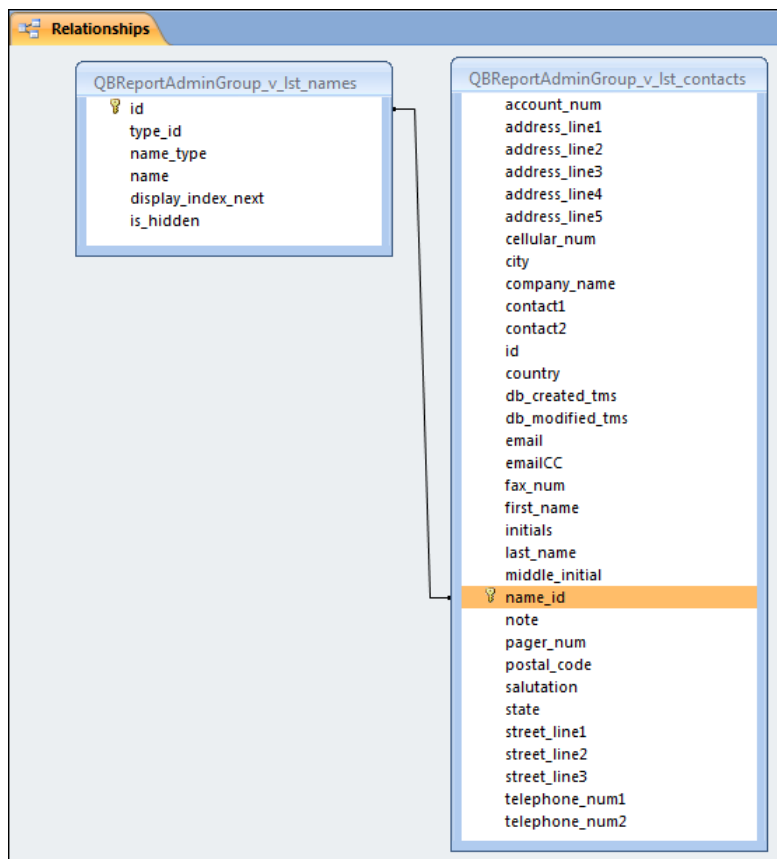 Relationships
QBReportAdminGroup_v_lst_names
id
type_id
name_type
name
display_index_next
is_hidden
QBReportAdminGroup_v_lst_contacts
account_num
address_line1
address_line2
address_line3
address_line4
address_line5
cellular_num
city
company_name
contact1
contact2
id
country
db_created_tms
db_modified_tms
email
emailCC
fax_num
first_name
initials
last_name
middle_initial
name_id
note
pager_num
postal_code
salutation
state
street_line1
street_line2
street_line3
telephone_num1
telephone_num2